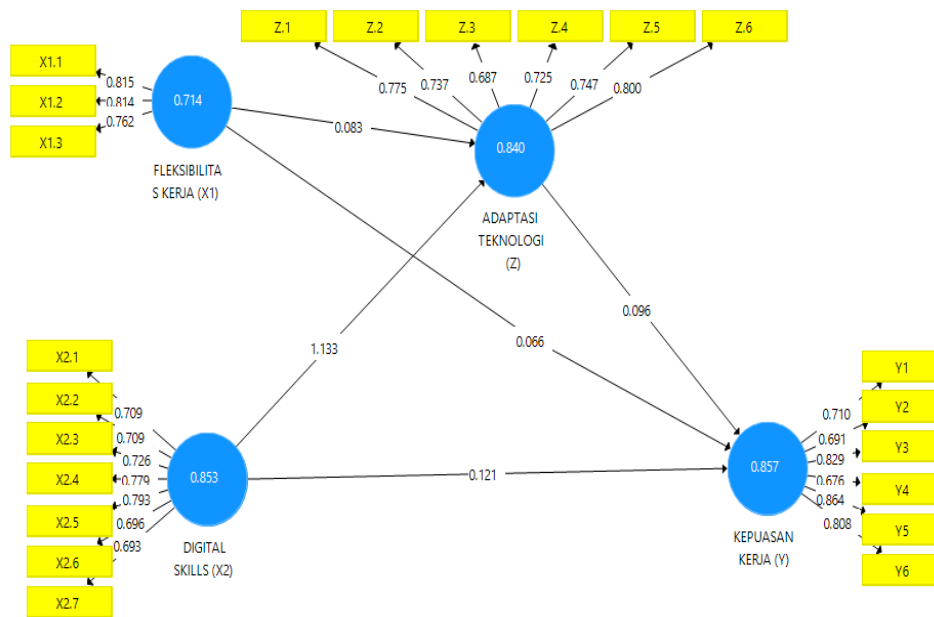 Z.1
Z.2
Z.3
Z.4
Z.5
Z.6
X1.1
X1.2
X1.3
0.815
0.814
0.762
0.714
FLEKSIBILITA
S KERJA (X1)
0.775
0.737
0.687
0.725
0.747
0.800
0.840
ADAPTASI
TEKNOLOGI
(Z)
0.083
0.066
1.133
0.096
0.121
X2.1
X2.2
X2.3
X2.4
X2.5
X2.6
X2.7
0.709
0.709
0.726
0.779
0.793
0.696
0.693
0.853
DIGITAL
SKILLS (X2)
0.857
KEPUASAN
KERJA (Y)
0.710
0.691
0.829
0.676
0.864
0.808
Y1
Y2
Y3
Y4
Y5
Y6